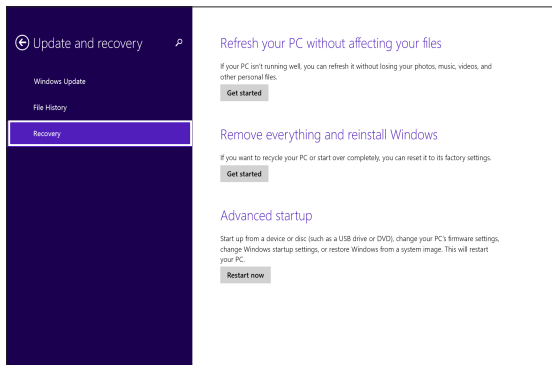 Update and recovery
Windows Update
File History
Recovery
Refresh your PC without affecting your files
If your PC isn't running well, you can refresh it without losing your photos, music, videos, and
other personal files.
Get started
Remove everything and reinstall Windows
If you want to recycle your PC or start over completely, you can reset it to its factory settings.
Get started
Advanced startup
Start up from a device or disc (such as a USB drive or DVD), change your PC's firmware settings,
change Windows startup settings, or restore Windows from a system image. This will restart
your PC.
Restart now